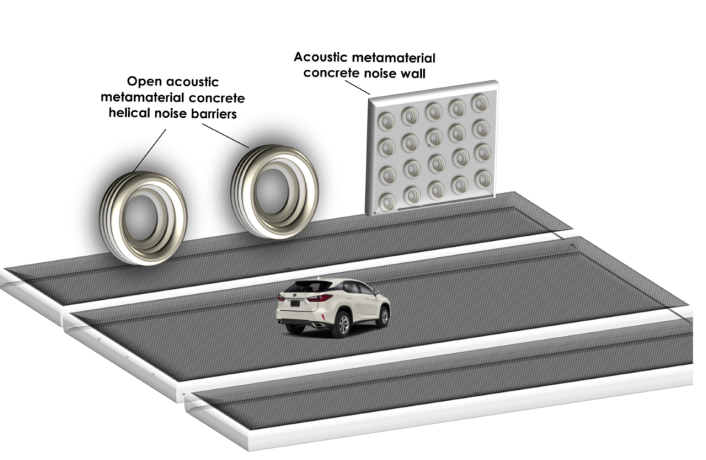 Open acoustic
metamaterial concrete
helical noise barriers
Acoustic metamaterial
concrete noise wall